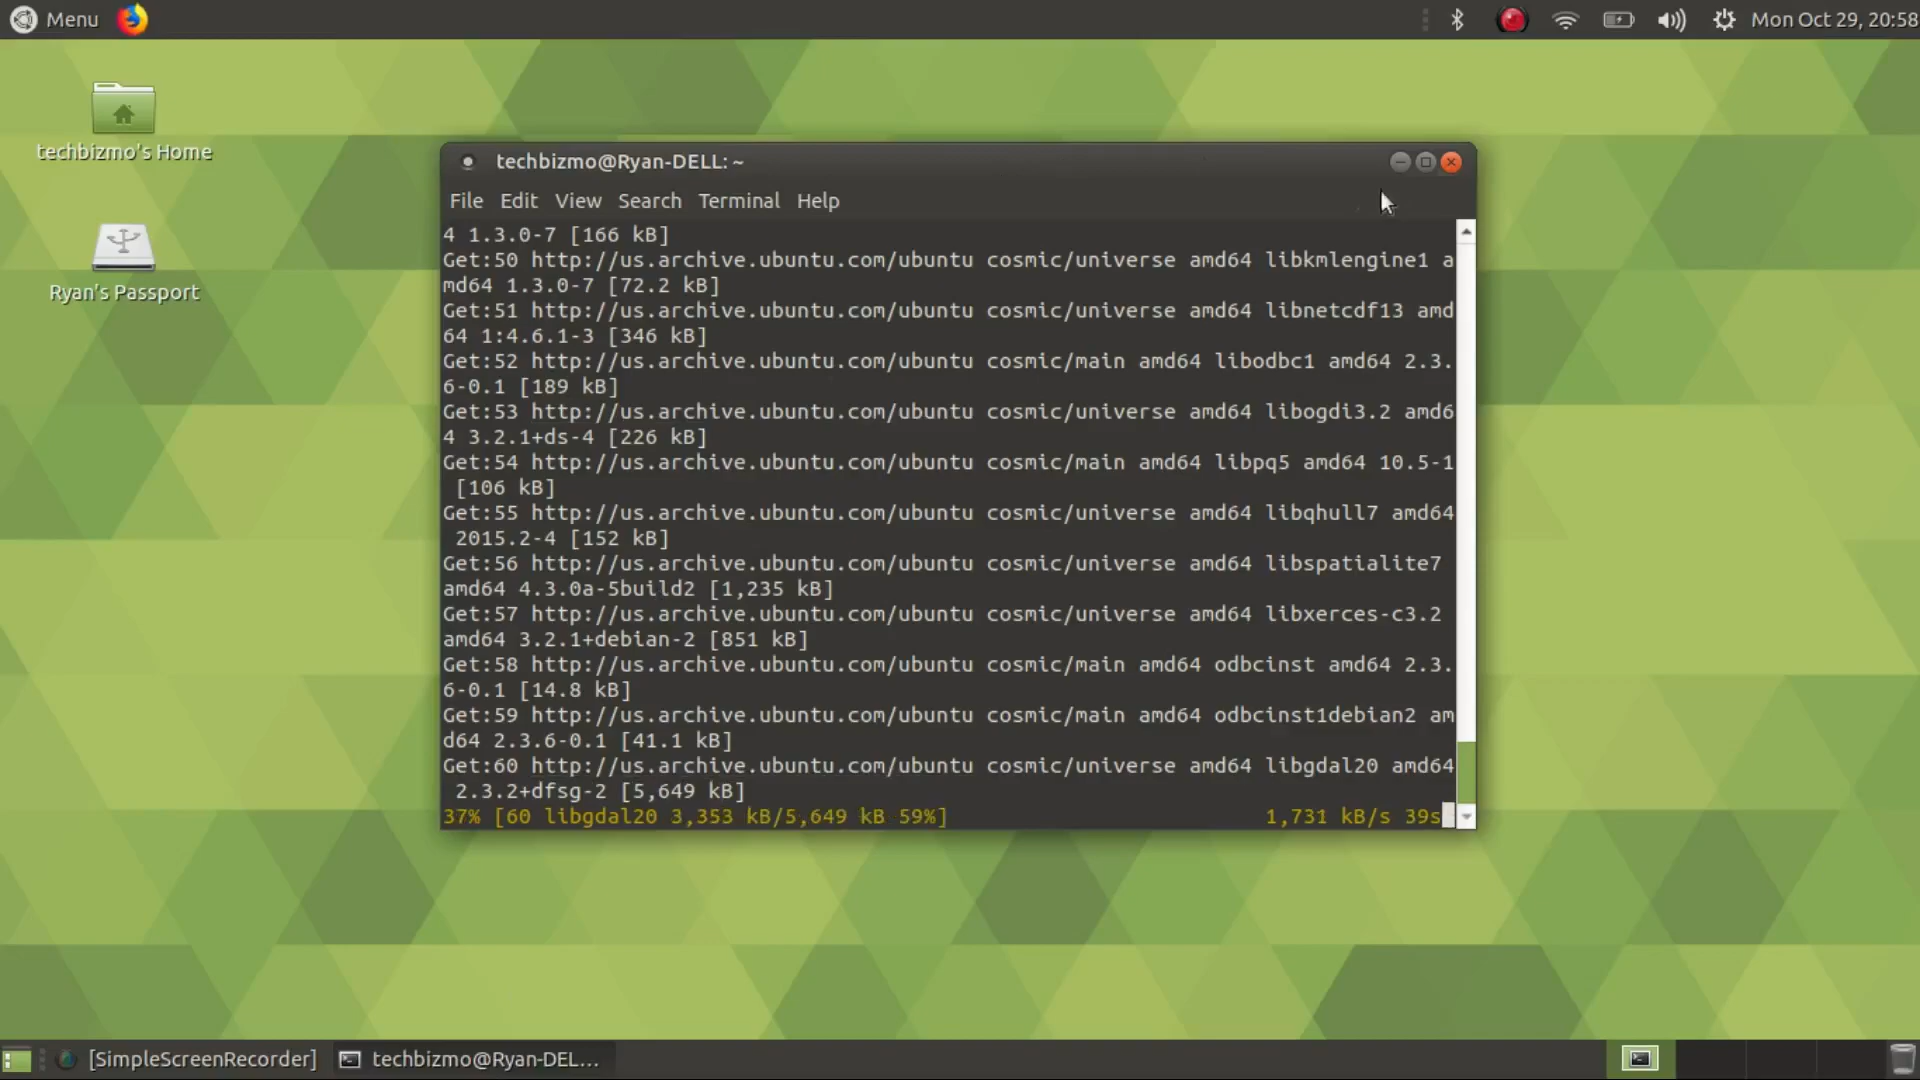 Menu
Mon Oct 29, 20:58
techbizmo's Home
Ryan's Passport
techbizmo@Ryan-DELL: ~
File Edit View Search Terminal Help
4 1.3.0-7 [166 kB]
Get:50 http://us.archive.ubuntu.com/ubuntu cosmic/universe amd64 libkmlengine1 a
md64 1.3.0-7 [72.2 kB]
Get:51 http://us.archive.ubuntu.com/ubuntu cosmic/universe amd64 libnetcdf13 amd
64 1:4.6.1-3 [346 kB]
Get:52 http://us.archive.ubuntu.com/ubuntu cosmic/main amd64 libodbc1 amd64 2.3.
6-0.1 [189 kB]
Get:53 http://us.archive.ubuntu.com/ubuntu cosmic/universe amd64 libogdi3.2 amd6
4 3.2.1+ds-4 [226 kB]
Get:54 http://us.archive.ubuntu.com/ubuntu cosmic/main amd64 libpq5 amd64 10.5-1
[106 kB]
Get:55 http://us.archive.ubuntu.com/ubuntu cosmic/universe amd64 libqhull7 amd64
2015.2-4 [152 kB]
Get:56 http://us.archive.ubuntu.com/ubuntu cosmic/universe amd64 libspatialite7
amd64 4.3.0a-5build2 [1,235 kB]
Get:57 http://us.archive.ubuntu.com/ubuntu cosmic/universe amd64 libxerces-c3.2
amd64 3.2.1+debian-2 [851 kB]
Get:58 http://us.archive.ubuntu.com/ubuntu cosmic/main amd64 odbcinst amd64 2.3.
6-0.1 [14.8 kB]
Get:59 http://us.archive.ubuntu.com/ubuntu cosmic/main amd64 odbcinst1debian2 am
d64 2.3.6-0.1 [41.1 kB]
Get:60 http://us.archive.ubuntu.com/ubuntu cosmic/universe amd64 libgdal20 amd64
2.3.2+dfsg-2 [5,649 kB]
37% [60 libgdal20 3,353 kB/5,649 kB 59%] 1,731 kB/s 39s
[SimpleScreenRecorder] techbizmo@Ryan-DEL...